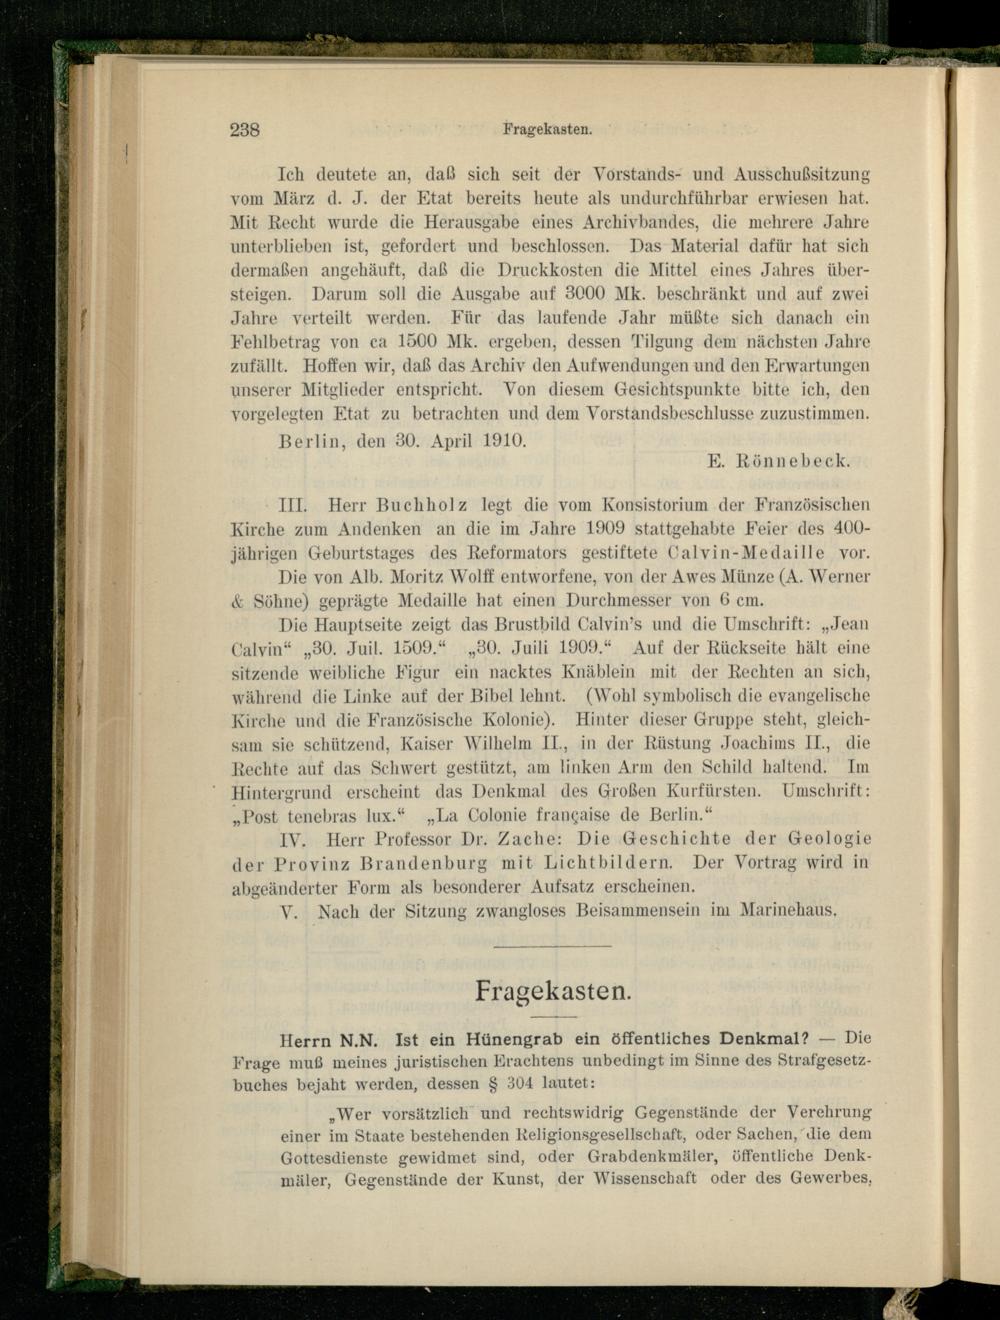 238 Fragekasten.
Ich deutete an, daß sich seit der Vorstands- und Ausschußsitzung
vom März d. J. der Etat bereits heute als undurchführbar erwiesen hat.
Mit Recht wurde die Herausgabe eines Archivbandes, die mehrere Jahre
unterblieben ist, gefordert und beschlossen. Das Material dafür hat sich
dermaßen angehäuft, daß die Druckkosten die Mittel eines Jahres über-
steigen. Darum soll die Ausgabe auf 3000 Mk. beschränkt und auf zwei
Jahre verteilt werden. Für das laufende Jahr müßte sich danach ein
Fehlbetrag von ca 1500 Mk. ergeben, dessen Tilgung dem nächsten Jahre
zufällt. Hoffen wir, daß das Archiv den Aufwendungen und den Erwartungen
unserer Mitglieder entspricht. Von diesem Gesichtspunkte bitte ich, den
vorgelegten Etat zu betrachten und dem Vorstandsbeschlusse zuzustimmen.
Berlin, den 30. April 1910.
E. Rönnebeck.
III. Herr Buchholz legt die vom Konsistorium der Französischen
Kirche zum Andenken an die im Jahre 1909 stattgehabte Feier des 400-
jährigen Geburtstages des Reformators gestiftete Calvin-Medaille vor.
Die von Alb. Moritz Wolff entworfene, von der Awes Münze (A. Werner
& Söhne) geprägte Medaille hat einen Durchmesser von 6 cm.
Die Hauptseite zeigt das Brustbild Calvin's und die Umschrift: „Jean
Calvin“ „30. Juil. 1509.“ „30. Juili 1909.“ Auf der Rückseite hält eine
sitzende weibliche Figur ein nacktes Knäblein mit der Rechten an sich,
während die Linke auf der Bibel lehnt. (Wohl symbolisch die evangelische
Kirche und die Französische Kolonie). Hinter dieser Gruppe steht, gleich-
sam sie schützend, Kaiser Wilhelm II., in der Rüstung Joachims II., die
Rechte auf das Schwert gestützt, am linken Arm den Schild haltend. Im
Hintergrund erscheint das Denkmal des Großen Kurfürsten. Umschrift:
„Post tenebras lux.“ „La Colonie française de Berlin.“
IV. Herr Professor Dr. Zache: Die Geschichte der Geologie
der Provinz Brandenburg mit Lichtbildern. Der Vortrag wird in
abgeänderter Form als besonderer Aufsatz erscheinen.
V. Nach der Sitzung zwangloses Beisammensein im Marinehaus.
Fragekasten.
Herrn N.N. Ist ein Hünengrab ein öffentliches Denkmal? — Die
Frage muß meines juristischen Erachtens unbedingt im Sinne des Strafgesetz-
buches bejaht werden, dessen § 304 lautet:
„Wer vorsätzlich und rechtswidrig Gegenstände der Verehrung
einer im Staate bestehenden Religionsgesellschaft, oder Sachen, die dem
Gottesdienste gewidmet sind, oder Grabdenkmäler, öffentliche Denk-
mäler, Gegenstände der Kunst, der Wissenschaft oder des Gewerbes,